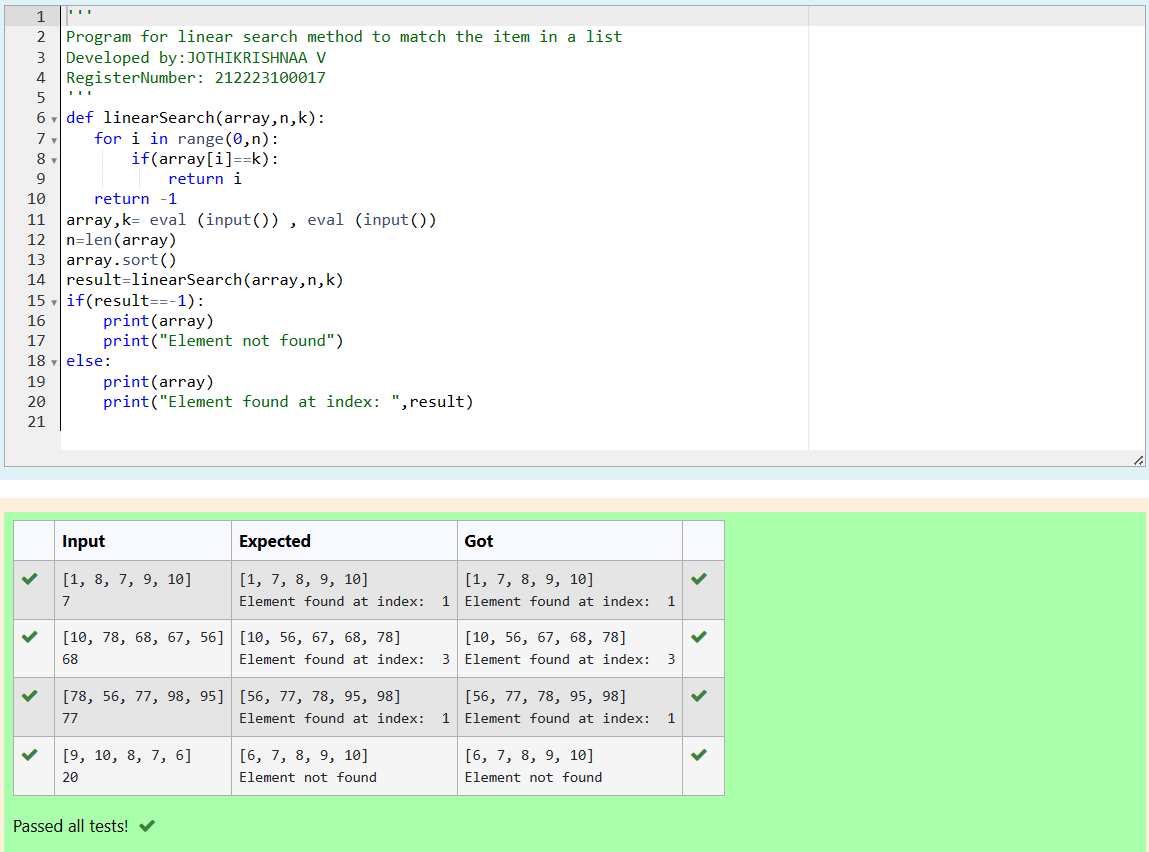 1 '''
2 Program for linear search method to match the item in a list
3 Developed by:JOTHIKRISHNAA V
4 RegisterNumber: 212223100017
5 '''
6 def linearSearch(array,n,k):
7    for i in range(0,n):
8        if(array[i]==k):
9            return i
10    return -1
11 array,k= eval (input()) , eval (input())
12 n=len(array)
13 array.sort()
14 result=linearSearch(array,n,k)
15 if(result==-1):
16     print(array)
17     print("Element not found")
18 else:
19     print(array)
20     print("Element found at index: ",result)
21
Input Expected Got
[1, 8, 7, 9, 10] [1, 7, 8, 9, 10] [1, 7, 8, 9, 10]
7 Element found at index:  1 Element found at index:  1
[10, 78, 68, 67, 56] [10, 56, 67, 68, 78] [10, 56, 67, 68, 78]
68 Element found at index:  3 Element found at index:  3
[78, 56, 77, 98, 95] [56, 77, 78, 95, 98] [56, 77, 78, 95, 98]
77 Element found at index:  1 Element found at index:  1
[9, 10, 8, 7, 6] [6, 7, 8, 9, 10] [6, 7, 8, 9, 10]
20 Element not found Element not found
Passed all tests!